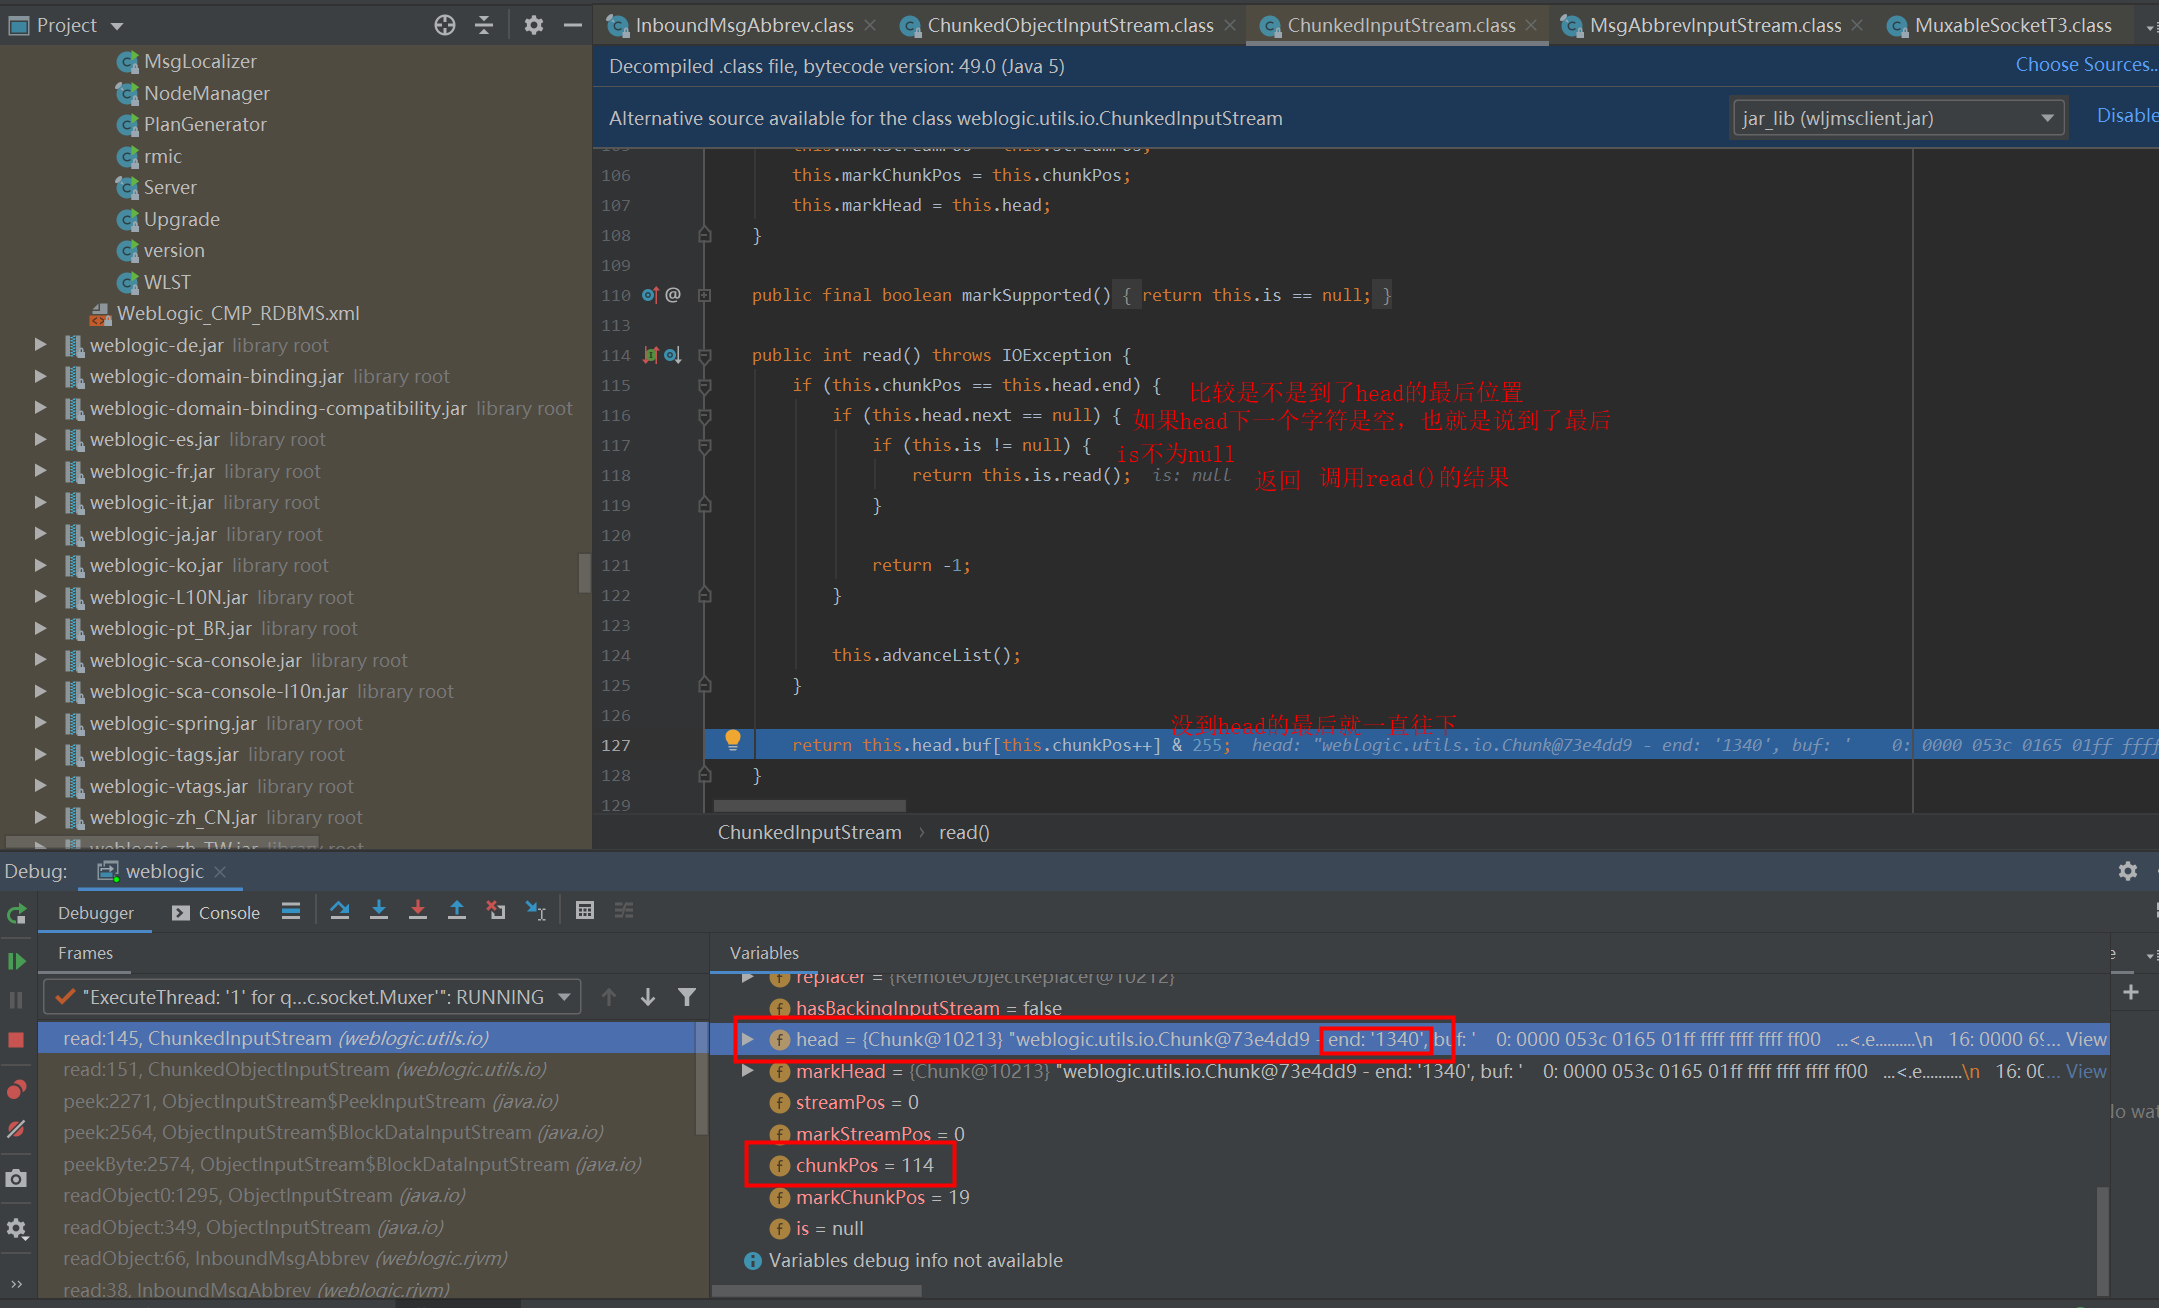 Project
InboundMsgAbbrev.class
ChunkedObjectInputStream.class
ChunkedInputStream.class
MsgAbbrevInputStream.class
MuxableSocketT3.class
MsgLocalizer
NodeManager
PlanGenerator
rmic
Server
Upgrade
version
WLST
WebLogic_CMP_RDBMS.xml
weblogic-de.jar library root
weblogic-domain-binding.jar library root
weblogic-domain-binding-compatibility.jar library root
weblogic-es.jar library root
weblogic-fr.jar library root
weblogic-it.jar library root
weblogic-ja.jar library root
weblogic-ko.jar library root
weblogic-L10N.jar library root
weblogic-pt_BR.jar library root
weblogic-sca-console.jar library root
weblogic-sca-console-l10n.jar library root
weblogic-spring.jar library root
weblogic-tags.jar library root
weblogic-vtags.jar library root
weblogic-zh_CN.jar library root
weblogic-zh_TW.jar library root
Decompiled .class file, bytecode version: 49.0 (Java 5)
Choose Sources..
Alternative source available for the class weblogic.utils.io.ChunkedInputStream
jar_lib (wljmsclient.jar)
Disable
105 this.markStreamPos = this.streamPos;
106 this.markChunkPos = this.chunkPos;
107 this.markHead = this.head;
108 }
109
110 @ public final boolean markSupported() { return this.is == null; }
113
114 public int read() throws IOException {
115 if (this.chunkPos == this.head.end) { 比较是不是到了head的最后位置
116 if (this.head.next == null) { 如果head下一个字符是空，也就是说到了最后
117 if (this.is != null) { is不为null
118 return this.is.read(); is: null 返回 调用read()的结果
119 }
120
121 return -1;
122 }
123
124 this.advanceList();
125 }
126 没到head的最后就一直往下
127 return this.head.buf[this.chunkPos++] & 255; head: "weblogic.utils.io.Chunk@73e4dd9 - end: '1340', buf: ' 0: 0000 053c 0165 01ff ffff
128 }
129
ChunkedInputStream › read()
Debug: weblogic
Debugger Console
Frames
"ExecuteThread: '1' for q...c.socket.Muxer'": RUNNING
read:145, ChunkedInputStream (weblogic.utils.io)
read:151, ChunkedObjectInputStream (weblogic.utils.io)
peek:2271, ObjectInputStream$PeekInputStream (java.io)
peek:2564, ObjectInputStream$BlockDataInputStream (java.io)
peekByte:2574, ObjectInputStream$BlockDataInputStream (java.io)
readObject0:1295, ObjectInputStream (java.io)
readObject:349, ObjectInputStream (java.io)
readObject:66, InboundMsgAbbrev (weblogic.rjvm)
read:38, InboundMsgAbbrev (weblogic.rjvm)
Variables
replacer = {RemoteObjectReplacer@10212}
hasBackingInputStream = false
head = {Chunk@10213} "weblogic.utils.io.Chunk@73e4dd9 - end: '1340', buf: ' 0: 0000 053c 0165 01ff ffff ffff ffff ff00 ...<.e..........\n 16: 0000 69... View
markHead = {Chunk@10213} "weblogic.utils.io.Chunk@73e4dd9 - end: '1340', buf: ' 0: 0000 053c 0165 01ff ffff ffff ffff ff00 ...<.e..........\n 16: 00... View
streamPos = 0
markStreamPos = 0
chunkPos = 114
markChunkPos = 19
is = null
Variables debug info not available